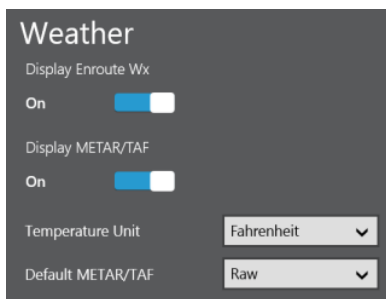 Weather
Display Enroute Wx
On
Display METAR/TAF
On
Temperature Unit Fahrenheit
Default METAR/TAF Raw